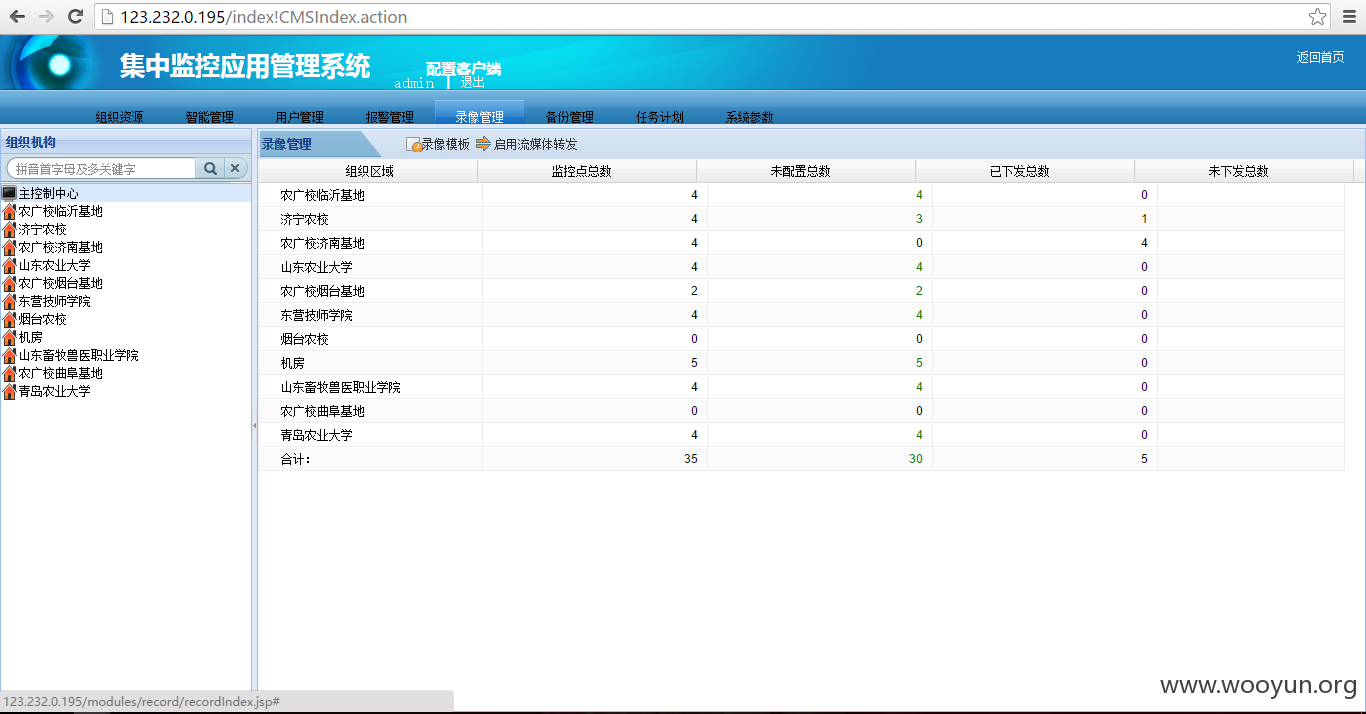 123.232.0.195/index!CMSIndex.action
集中监控应用管理系统 配置客户端
admin 退出
返回首页
组织资源 智能管理 用户管理 报警管理 录像管理 备份管理 任务计划 系统参数
组织机构
拼音首字母及多关键字
主控制中心
农广校临沂基地
济宁农校
农广校济南基地
山东农业大学
农广校烟台基地
东营技师学院
烟台农校
机房
山东畜牧兽医职业学院
农广校曲阜基地
青岛农业大学
录像管理 录像模板 启用流媒体转发
组织区域 监控点总数 未配置总数 已下发总数 未下发总数
农广校临沂基地 4 4 0
济宁农校 4 3 1
农广校济南基地 4 0 4
山东农业大学 4 4 0
农广校烟台基地 2 2 0
东营技师学院 4 4 0
烟台农校 0 0 0
机房 5 5 0
山东畜牧兽医职业学院 4 4 0
农广校曲阜基地 0 0 0
青岛农业大学 4 4 0
合计: 35 30 5
www.wooyun.org
123.232.0.195/modules/record/recordIndex.jsp#